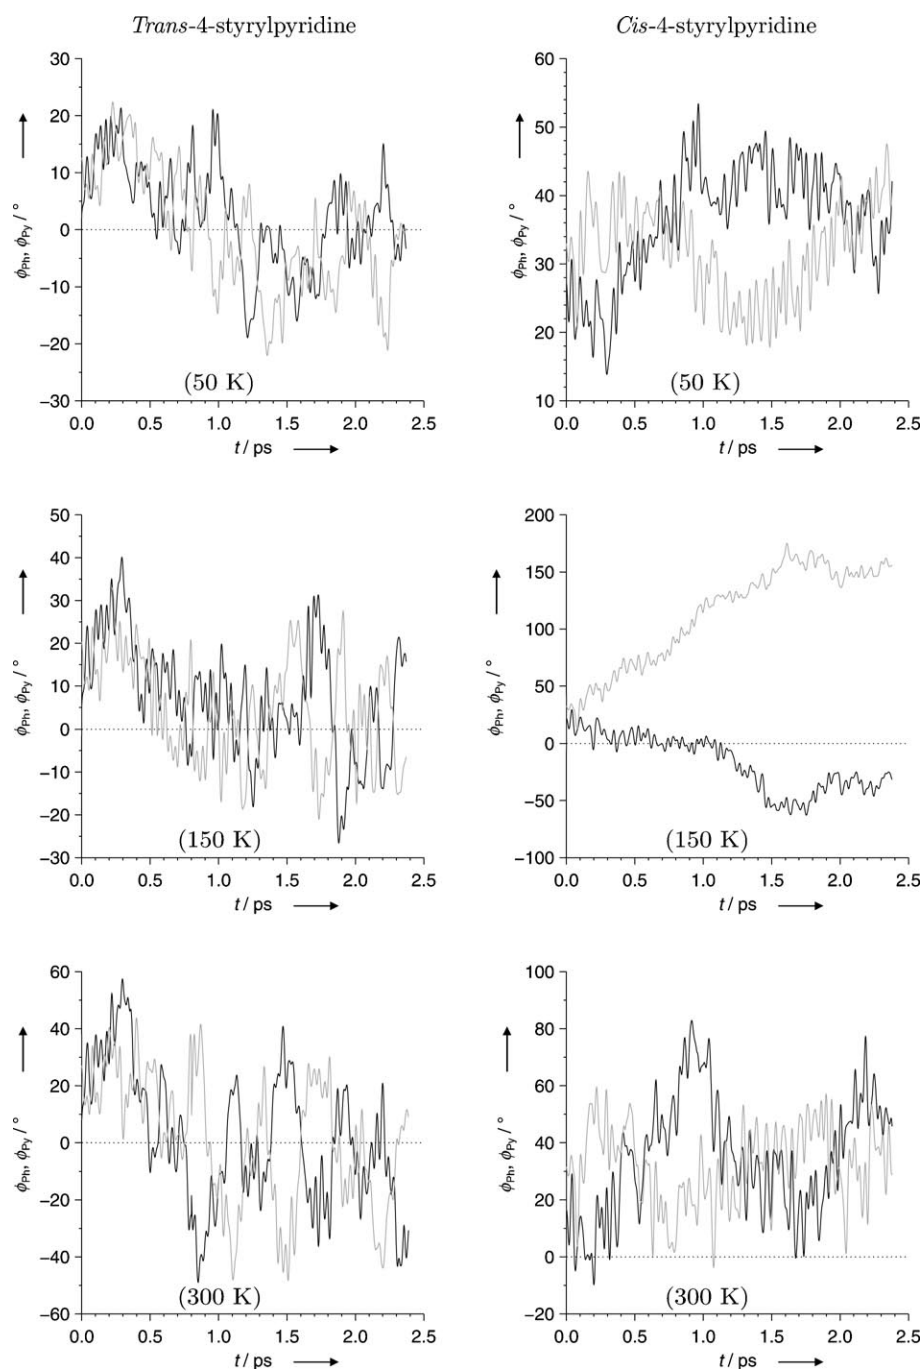 Trans-4-styrylpyridine
30
20
10
0
−10
−20
−30
ϕPh, ϕPy / °
(50 K)
0.0 0.5 1.0 1.5 2.0 2.5
t / ps
Cis-4-styrylpyridine
60
50
40
30
20
10
ϕPh, ϕPy / °
(50 K)
0.0 0.5 1.0 1.5 2.0 2.5
t / ps
50
40
30
20
10
0
−10
−20
−30
ϕPh, ϕPy / °
(150 K)
0.0 0.5 1.0 1.5 2.0 2.5
t / ps
200
150
100
50
0
−50
−100
ϕPh, ϕPy / °
(150 K)
0.0 0.5 1.0 1.5 2.0 2.5
t / ps
60
40
20
0
−20
−40
−60
ϕPh, ϕPy / °
(300 K)
0.0 0.5 1.0 1.5 2.0 2.5
t / ps
100
80
60
40
20
0
−20
ϕPh, ϕPy / °
(300 K)
0.0 0.5 1.0 1.5 2.0 2.5
t / ps